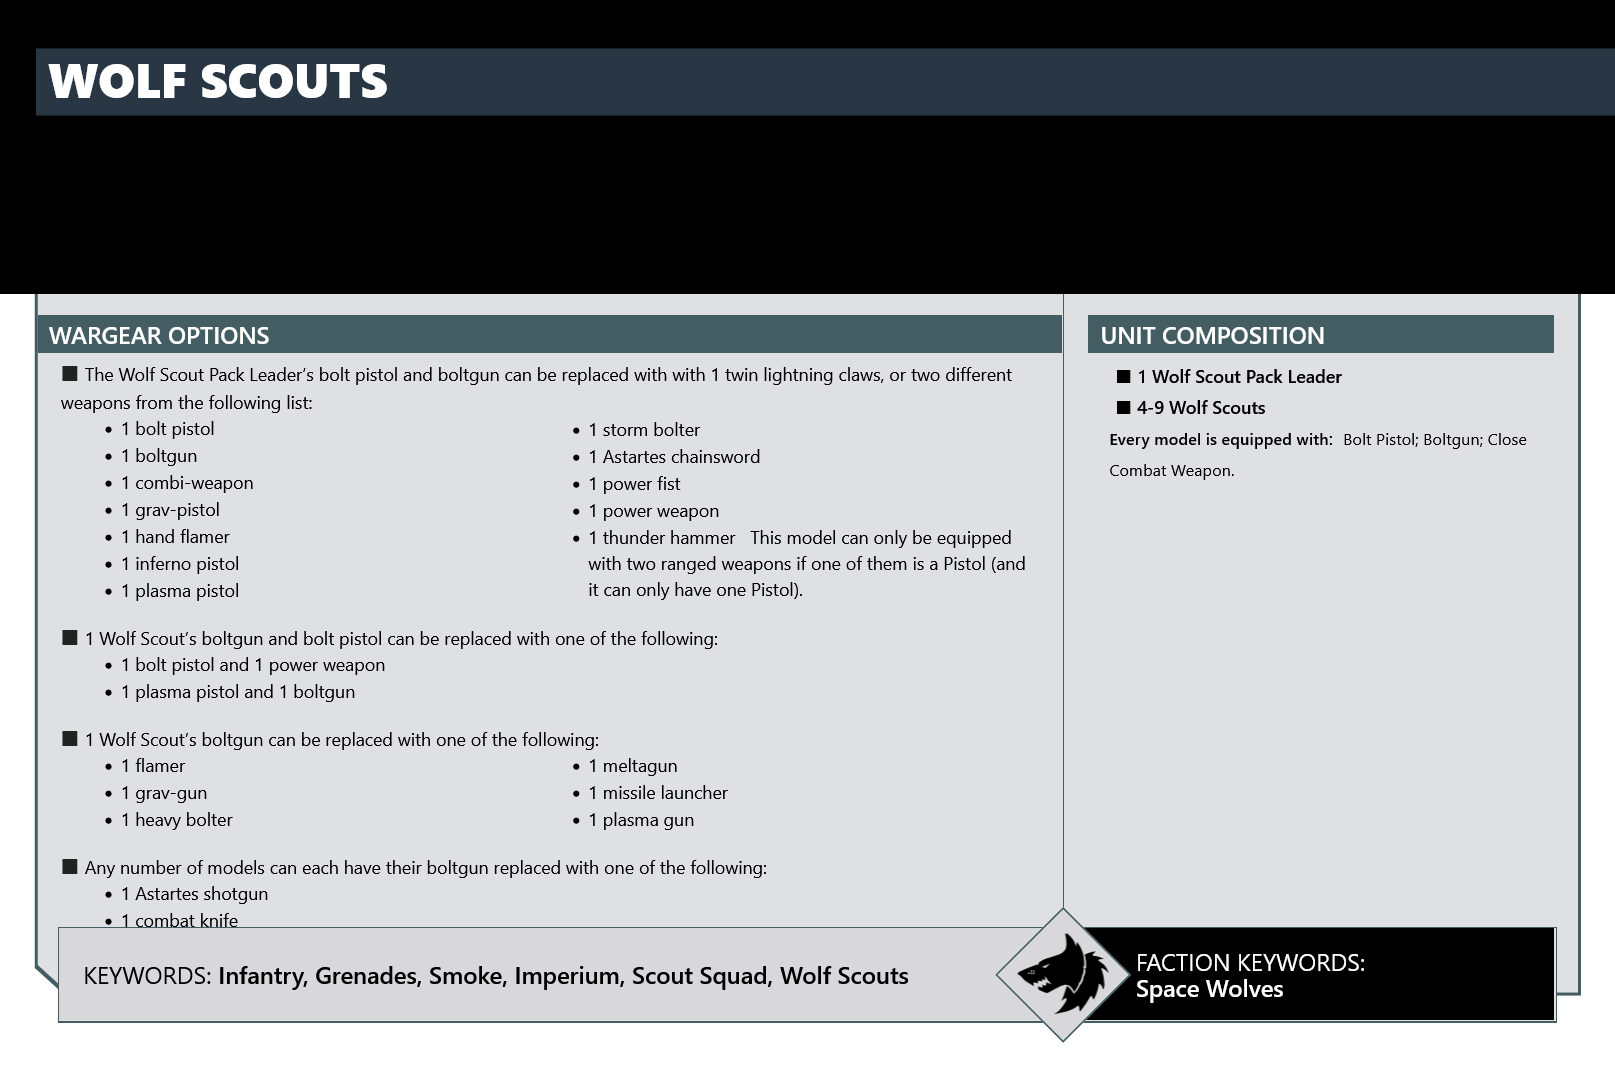 WOLF SCOUTS
WARGEAR OPTIONS
■ The Wolf Scout Pack Leader's bolt pistol and boltgun can be replaced with with 1 twin lightning claws, or two different
weapons from the following list:
• 1 bolt pistol
• 1 boltgun
• 1 combi-weapon
• 1 grav-pistol
• 1 hand flamer
• 1 inferno pistol
• 1 plasma pistol
• 1 storm bolter
• 1 Astartes chainsword
• 1 power fist
• 1 power weapon
• 1 thunder hammer This model can only be equipped
with two ranged weapons if one of them is a Pistol (and
it can only have one Pistol).
■ 1 Wolf Scout's boltgun and bolt pistol can be replaced with one of the following:
• 1 bolt pistol and 1 power weapon
• 1 plasma pistol and 1 boltgun
■ 1 Wolf Scout's boltgun can be replaced with one of the following:
• 1 flamer
• 1 grav-gun
• 1 heavy bolter
• 1 meltagun
• 1 missile launcher
• 1 plasma gun
■ Any number of models can each have their boltgun replaced with one of the following:
• 1 Astartes shotgun
• 1 combat knife
UNIT COMPOSITION
■ 1 Wolf Scout Pack Leader
■ 4-9 Wolf Scouts
Every model is equipped with: Bolt Pistol; Boltgun; Close
Combat Weapon.
KEYWORDS: Infantry, Grenades, Smoke, Imperium, Scout Squad, Wolf Scouts
FACTION KEYWORDS:
Space Wolves